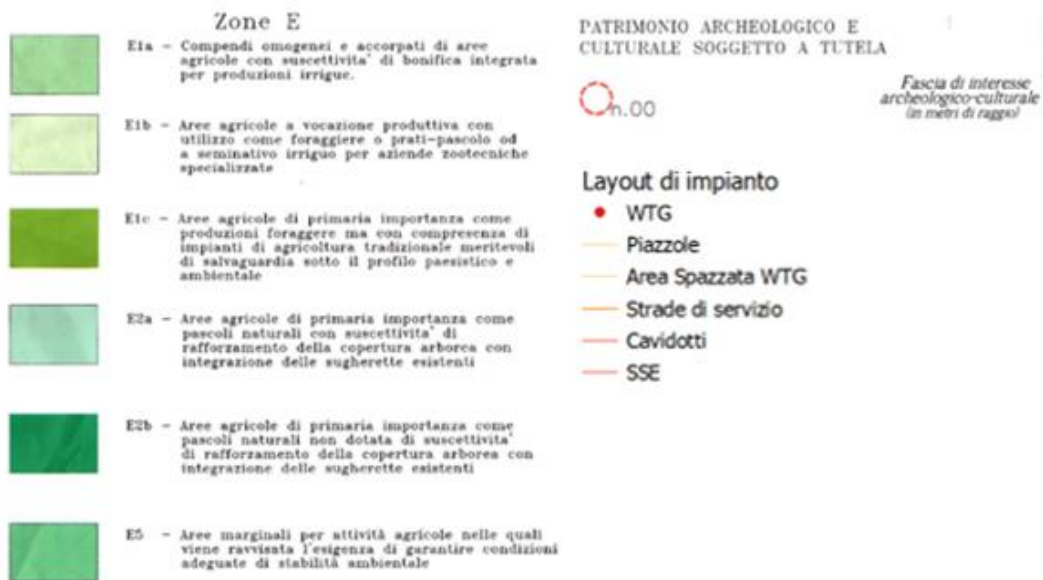 Zone E
E1a – Compendi omogenei e accorpati di aree
agricole con suscettivita' di bonifica integrata
per produzioni irrigue.
E1b – Aree agricole a vocazione produttiva con
utilizzo come foraggiere o prati-pascolo od
a seminativo irriguo per aziende zootecniche
specializzate
E1c – Aree agricole di primaria importanza come
produzioni foraggere ma con compresenza di
impianti di agricoltura tradizionale meritevoli
di salvaguardia sotto il profilo paesistico e
ambientale
E2a – Aree agricole di primaria importanza come
pascoli naturali con suscettivita' di
rafforzamento della copertura arborea con
integrazione delle sugherette esistenti
E2b – Aree agricole di primaria importanza come
pascoli naturali non dotata di suscettivita'
di rafforzamento della copertura arborea con
integrazione delle sugherette esistenti
E5 – Aree marginali per attività agricole nelle quali
viene ravvisata l'esigenza di garantire condizioni
adeguate di stabilità ambientale
PATRIMONIO ARCHEOLOGICO E
CULTURALE SOGGETTO A TUTELA
n.00
Fascia di interesse
archeologico-culturale
(in metri di raggio)
Layout di impianto
WTG
Piazzole
Area Spazzata WTG
Strade di servizio
Cavidotti
SSE